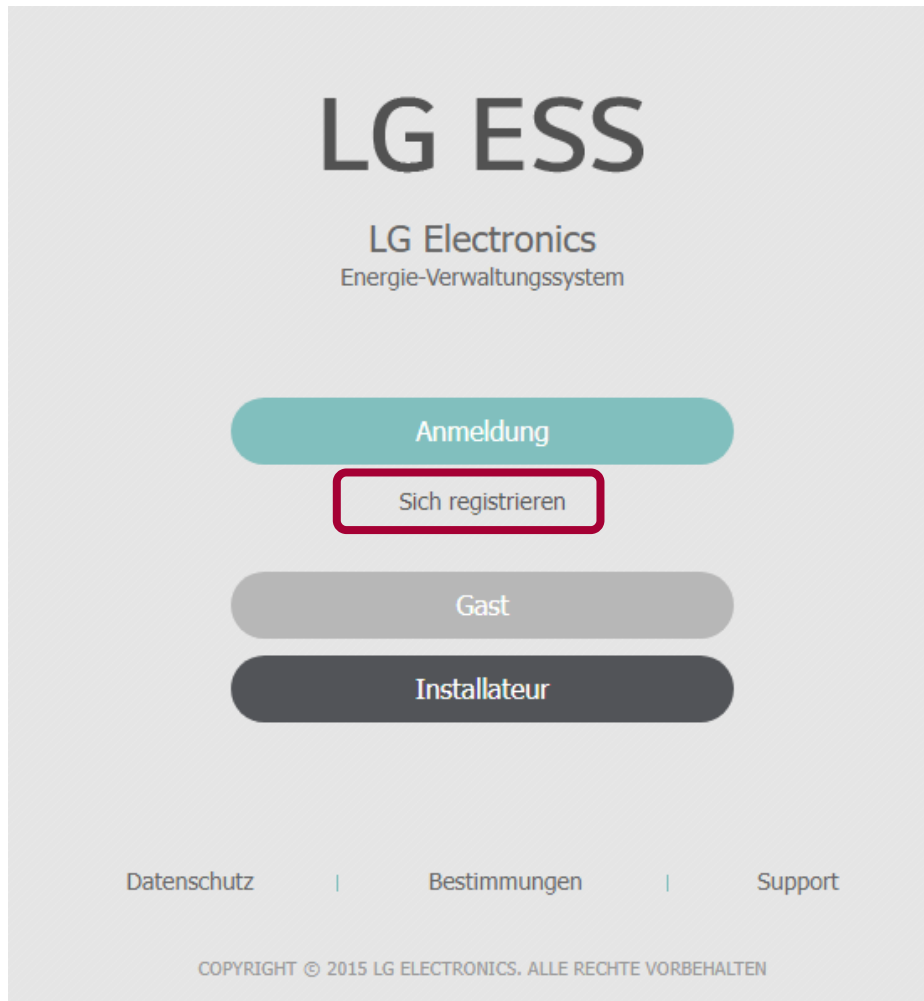 LG ESS
LG Electronics
Energie-Verwaltungssystem
Anmeldung
Sich registrieren
Gast
Installateur
Datenschutz | Bestimmungen | Support
COPYRIGHT © 2015 LG ELECTRONICS. ALLE RECHTE VORBEHALTEN